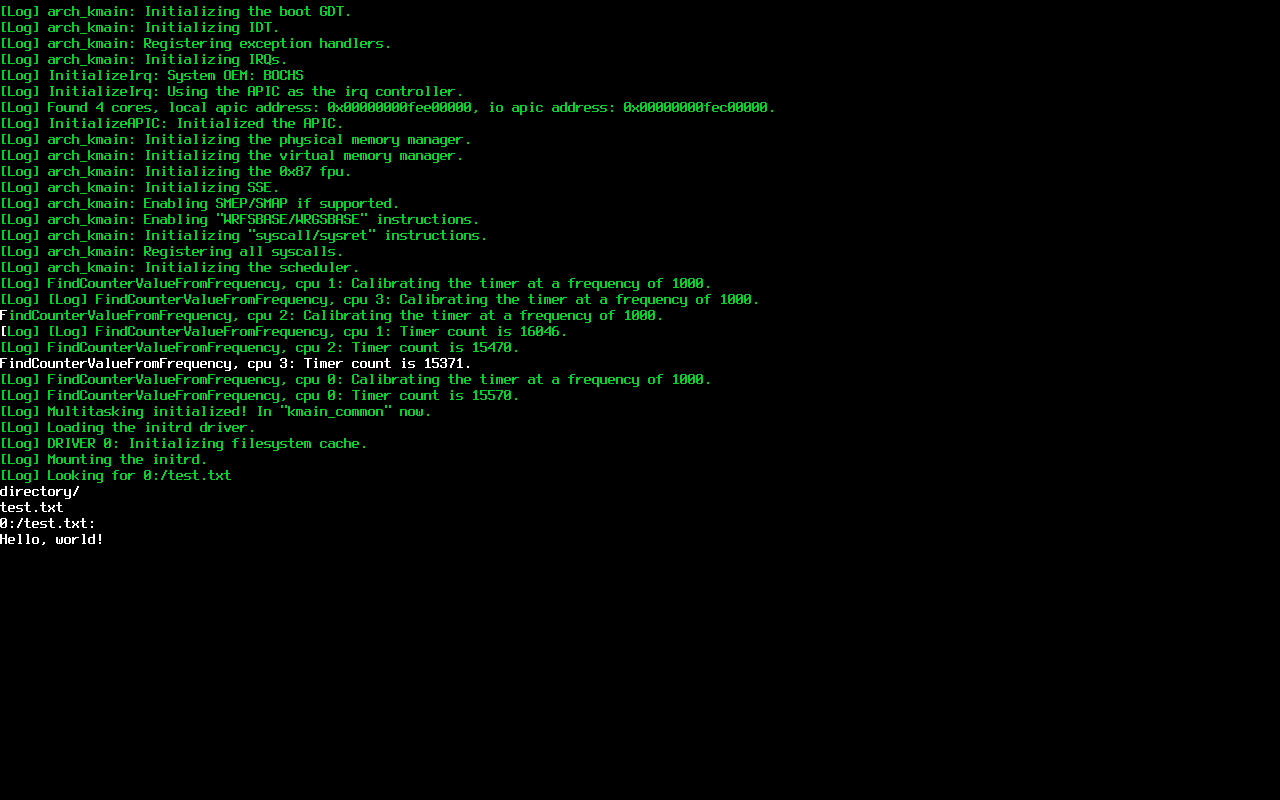 [Log] arch_kmain: Initializing the boot GDT.
[Log] arch_kmain: Initializing IDT.
[Log] arch_kmain: Registering exception handlers.
[Log] arch_kmain: Initializing IRQs.
[Log] InitializeIrq: System OEM: BOCHS
[Log] InitializeIrq: Using the APIC as the irq controller.
[Log] Found 4 cores, local apic address: 0x00000000fee00000, io apic address: 0x00000000fec00000.
[Log] InitializeAPIC: Initialized the APIC.
[Log] arch_kmain: Initializing the physical memory manager.
[Log] arch_kmain: Initializing the virtual memory manager.
[Log] arch_kmain: Initializing the 0x87 fpu.
[Log] arch_kmain: Initializing SSE.
[Log] arch_kmain: Enabling SMEP/SMAP if supported.
[Log] arch_kmain: Enabling "WRFSBASE/WRGSBASE" instructions.
[Log] arch_kmain: Initializing "syscall/sysret" instructions.
[Log] arch_kmain: Registering all syscalls.
[Log] arch_kmain: Initializing the scheduler.
[Log] FindCounterValueFromFrequency, cpu 1: Calibrating the timer at a frequency of 1000.
[Log] [Log] FindCounterValueFromFrequency, cpu 3: Calibrating the timer at a frequency of 1000.
FindCounterValueFromFrequency, cpu 2: Calibrating the timer at a frequency of 1000.
[Log] [Log] FindCounterValueFromFrequency, cpu 1: Timer count is 16046.
[Log] FindCounterValueFromFrequency, cpu 2: Timer count is 15470.
FindCounterValueFromFrequency, cpu 3: Timer count is 15371.
[Log] FindCounterValueFromFrequency, cpu 0: Calibrating the timer at a frequency of 1000.
[Log] FindCounterValueFromFrequency, cpu 0: Timer count is 15570.
[Log] Multitasking initialized! In "kmain_common" now.
[Log] Loading the initrd driver.
[Log] DRIVER 0: Initializing filesystem cache.
[Log] Mounting the initrd.
[Log] Looking for 0:/test.txt
directory/
test.txt
0:/test.txt:
Hello, world!